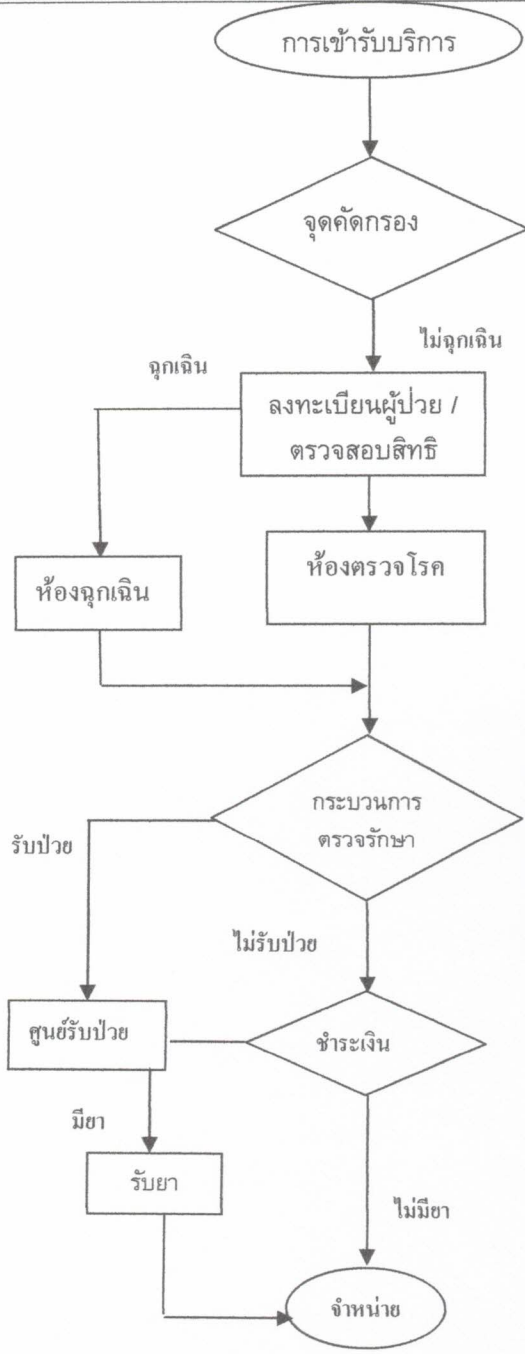 การเข้ารับบริการ
จุดคัดกรอง
ไม่ฉุกเฉิน
ฉุกเฉิน
ลงทะเบียนผู้ป่วย /
ตรวจสอบสิทธิ
ห้องฉุกเฉิน
ห้องตรวจโรค
กระบวนการ
ตรวจรักษา
รับป่วย
ไม่รับป่วย
ศูนย์รับป่วย
ชำระเงิน
มียา
รับยา
ไม่มียา
จำหน่าย